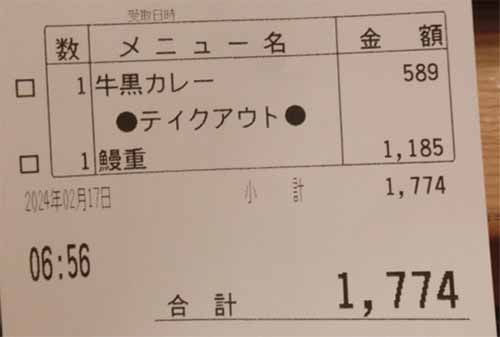 受取日時
数 メニュー名 金額
□ 1 牛黒カレー 589
●テイクアウト●
□ 1 鰻重 1,185
2024年02月17日 小計 1,774
06:56
合計 1,774